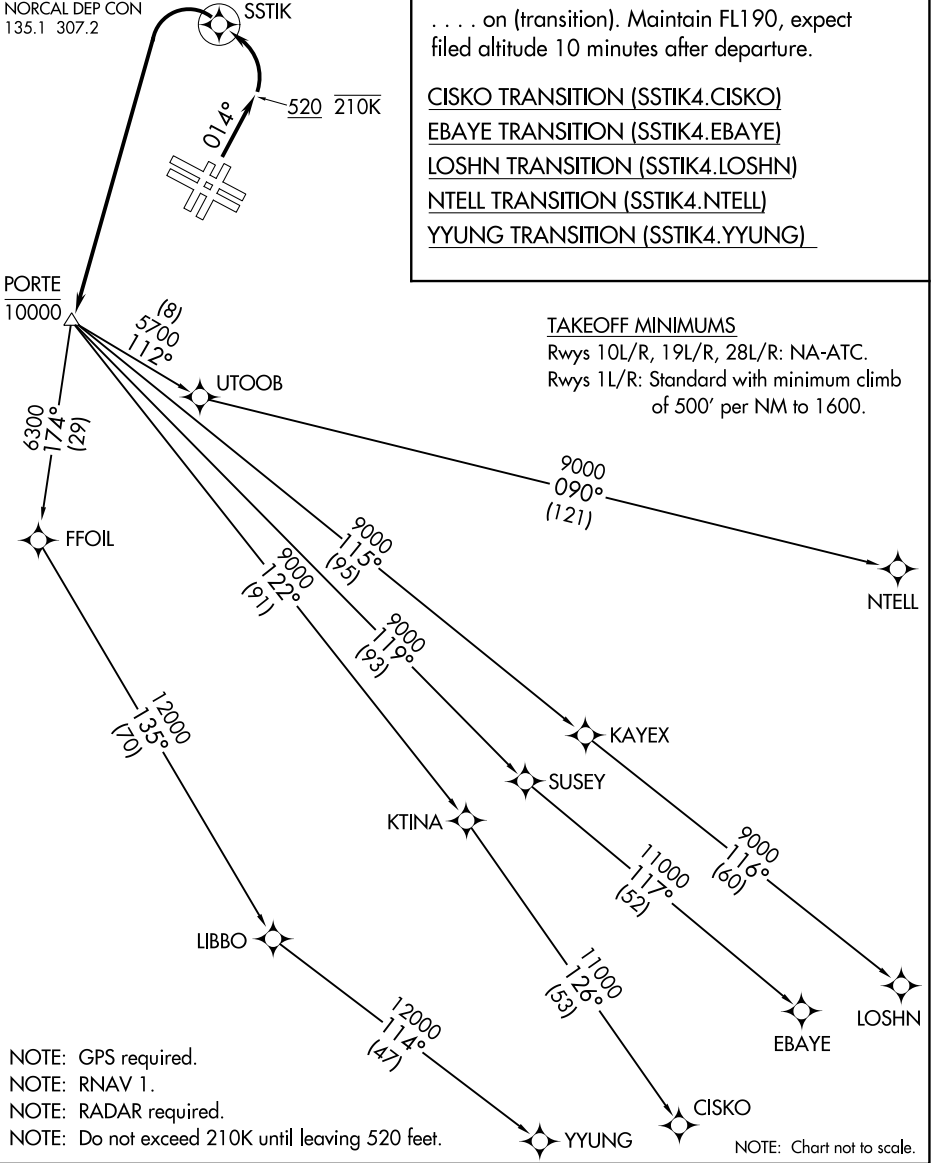 NORCAL DEP CON
135.1 307.2
SSTIK
520 210K
014°
. . . . on (transition). Maintain FL190, expect
filed altitude 10 minutes after departure.
CISKO TRANSITION (SSTIK4.CISKO)
EBAYE TRANSITION (SSTIK4.EBAYE)
LOSHN TRANSITION (SSTIK4.LOSHN)
NTELL TRANSITION (SSTIK4.NTELL)
YYUNG TRANSITION (SSTIK4.YYUNG)
PORTE
10000
(8)
5700
112°
UTOOB
TAKEOFF MINIMUMS
Rwys 10L/R, 19L/R, 28L/R: NA-ATC.
Rwys 1L/R: Standard with minimum climb
of 500' per NM to 1600.
6300
174°
(29)
FFOIL
9000
090°
(121)
NTELL
9000
115°
(95)
9000
122°
(91)
9000
119°
(93)
12000
135°
(70)
KAYEX
SUSEY
KTINA
9000
116°
(60)
11000
117°
(52)
LIBBO
11000
126°
(53)
LOSHN
EBAYE
12000
114°
(47)
CISKO
YYUNG
NOTE: GPS required.
NOTE: RNAV 1.
NOTE: RADAR required.
NOTE: Do not exceed 210K until leaving 520 feet.
NOTE: Chart not to scale.